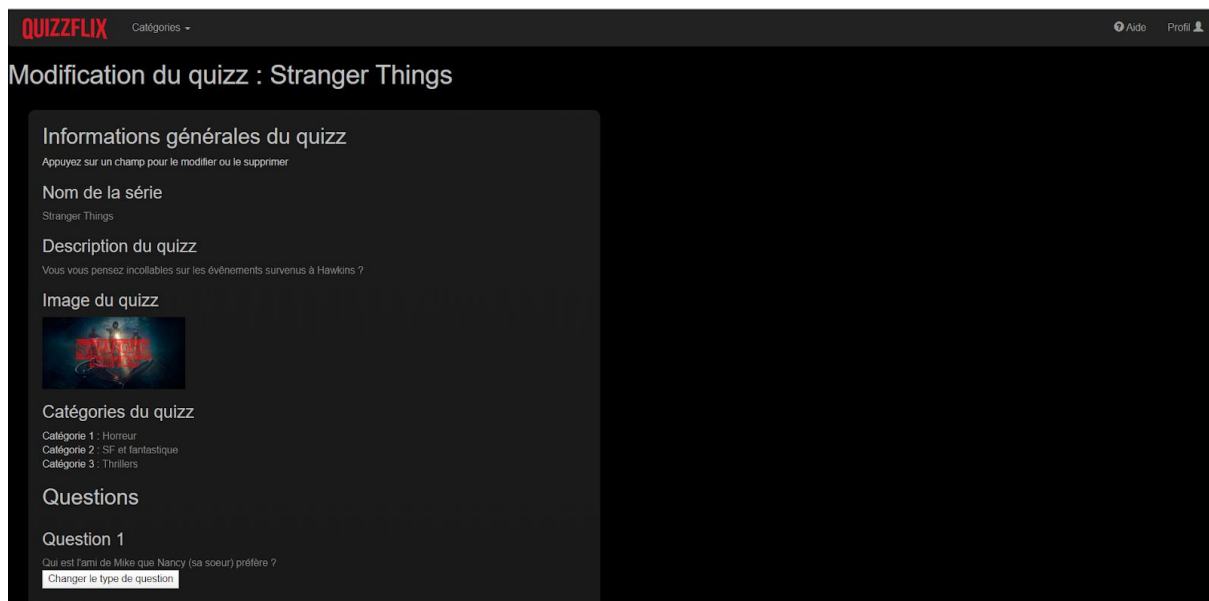 QUIZZFLIX Catégories Aide Profil
Modification du quizz : Stranger Things
Informations générales du quizz
Appuyez sur un champ pour le modifier ou le supprimer
Nom de la série
Stranger Things
Description du quizz
Vous vous pensez incollables sur les évênements survenus à Hawkins ?
Image du quizz
STRANGER
THINGS
Catégories du quizz
Catégorie 1 : Horreur
Catégorie 2 : SF et fantastique
Catégorie 3 : Thrillers
Questions
Question 1
Qui est l'ami de Mike que Nancy (sa soeur) préfère ?
Changer le type de question